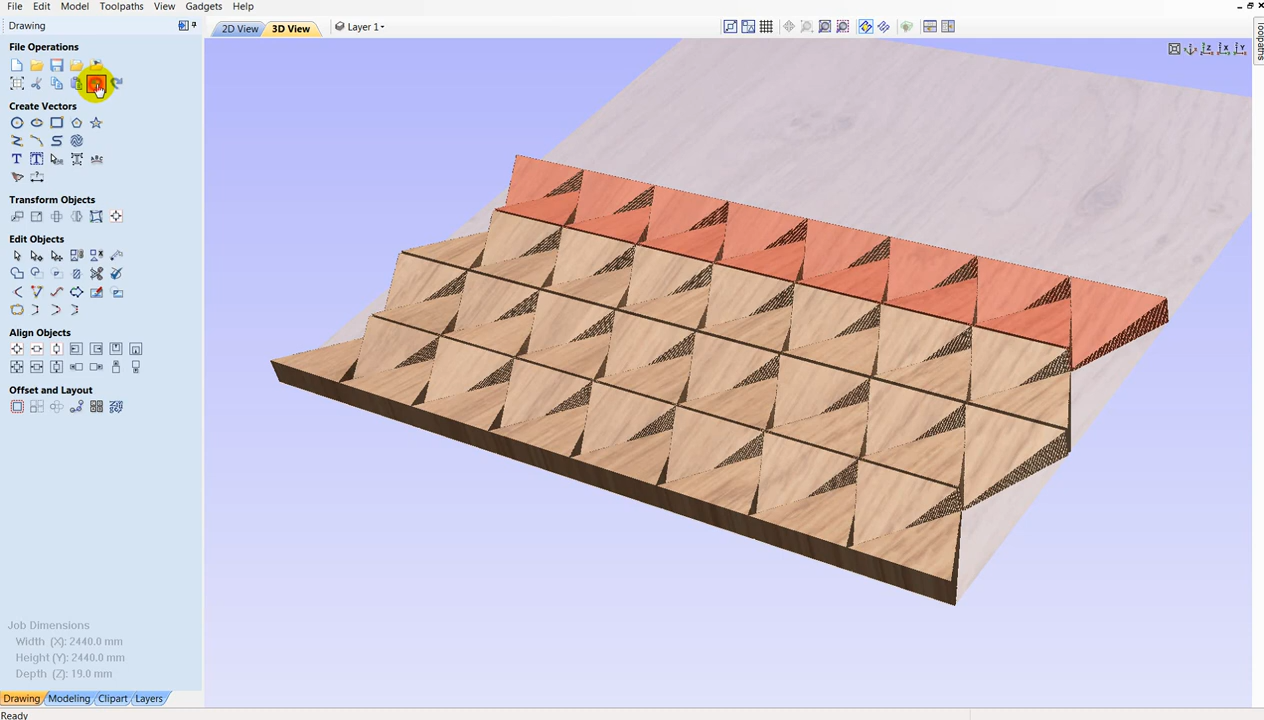 File Edit Model Toolpaths View Gadgets Help
Drawing
2D View 3D View Layer 1
File Operations
Create Vectors
Transform Objects
Edit Objects
Align Objects
Offset and Layout
Job Dimensions
Width (X): 2440.0 mm
Height (Y): 2440.0 mm
Depth (Z): 19.0 mm
Drawing Modeling Clipart Layers
Ready
Toolpaths